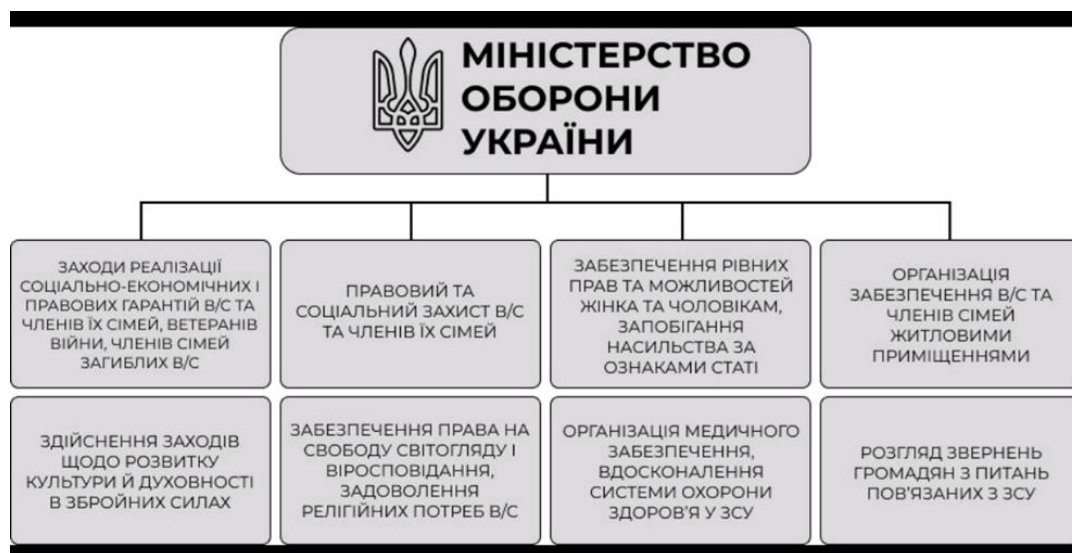 МІНІСТЕРСТВО
ОБОРОНИ
УКРАЇНИ
ЗАХОДИ РЕАЛІЗАЦІЇ
СОЦІАЛЬНО-ЕКОНОМІЧНИХ І
ПРАВОВИХ ГАРАНТІЙ В/С ТА
ЧЛЕНІВ ЇХ СІМЕЙ, ВЕТЕРАНІВ
ВІЙНИ, ЧЛЕНІВ СІМЕЙ
ЗАГИБЛИХ В/С
ПРАВОВИЙ ТА
СОЦІАЛЬНИЙ ЗАХИСТ В/С
ТА ЧЛЕНІВ ЇХ СІМЕЙ
ЗАБЕЗПЕЧЕННЯ РІВНИХ
ПРАВ ТА МОЖЛИВОСТЕЙ
ЖІНКА ТА ЧОЛОВІКАМ,
ЗАПОБІГАННЯ
НАСИЛЬСТВА ЗА
ОЗНАКАМИ СТАТІ
ОРГАНІЗАЦІЯ
ЗАБЕЗПЕЧЕННЯ В/С ТА
ЧЛЕНІВ СІМЕЙ
ЖИТЛОВИМИ
ПРИМІЩЕННЯМИ
ЗДІЙСНЕННЯ ЗАХОДІВ
ЩОДО РОЗВИТКУ
КУЛЬТУРИ Й ДУХОВНОСТІ
В ЗБРОЙНИХ СИЛАХ
ЗАБЕЗПЕЧЕННЯ ПРАВА НА
СВОБОДУ СВІТОГЛЯДУ І
ВІРОСПОВІДАННЯ,
ЗАДОВОЛЕННЯ
РЕЛІГІЙНИХ ПОТРЕБ В/С
ОРГАНІЗАЦІЯ МЕДИЧНОГО
ЗАБЕЗПЕЧЕННЯ,
ВДОСКОНАЛЕННЯ
СИСТЕМИ ОХОРОНИ
ЗДОРОВ'Я У ЗСУ
РОЗГЛЯД ЗВЕРНЕНЬ
ГРОМАДЯН З ПИТАНЬ
ПОВ'ЯЗАНИХ З ЗСУ